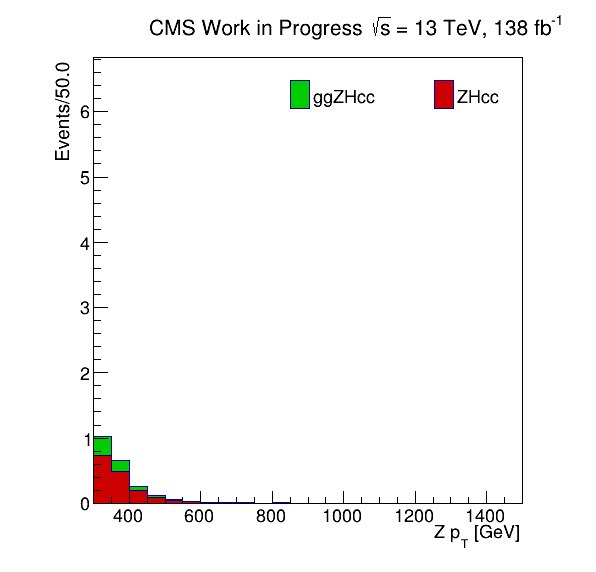 CMS Work in Progress √s = 13 TeV, 138 fb⁻¹
Events/50.0
ggZHcc
ZHcc
6
5
4
3
2
1
0
400 600 800 1000 1200 1400
Z p_T [GeV]